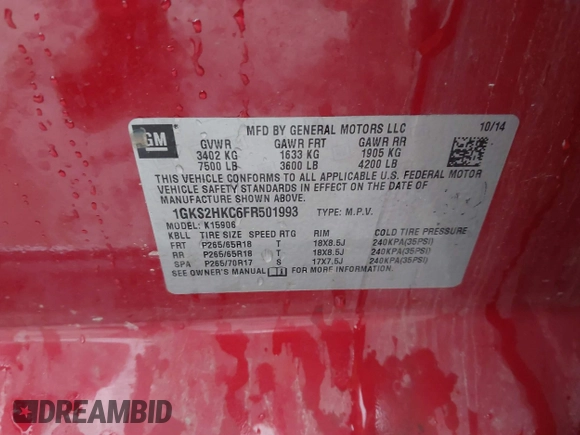 GM
MFD BY GENERAL MOTORS LLC 10/14
GVWR GAWR FRT GAWR RR
3402 KG 1633 KG 1905 KG
7500 LB 3600 LB 4200 LB
THIS VEHICLE CONFORMS TO ALL APPLICABLE U.S. FEDERAL MOTOR
VEHICLE SAFETY STANDARDS IN EFFECT ON THE DATE OF
MANUFACTURE SHOWN ABOVE.
1GKS2HKC6FR501993 TYPE: M.P.V.
MODEL: K15906
KBLL TIRE SIZE SPEED RTG RIM COLD TIRE PRESSURE
FRT P265/65R18 T 18X8.5J 240KPA(35PSI)
RR P265/65R18 T 18X8.5J 240KPA(35PSI)
SPA P265/70R17 S 17X7.5J 240KPA(35PSI)
SEE OWNER'S MANUAL FOR MORE INFORMATION
DREAMBID